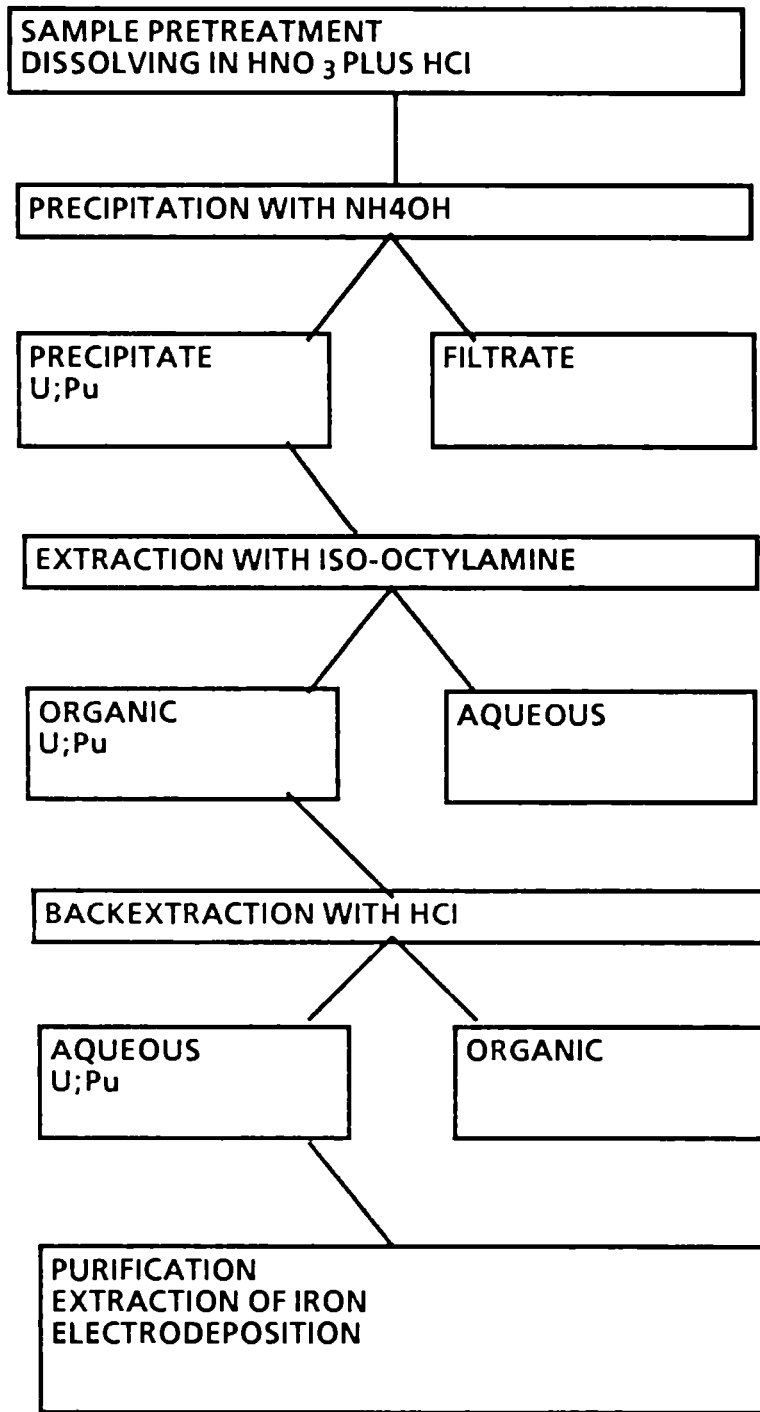 SAMPLE PRETREATMENT
DISSOLVING IN HNO 3 PLUS HCl
PRECIPITATION WITH NH4OH
PRECIPITATE
U;Pu
FILTRATE
EXTRACTION WITH ISO-OCTYLAMINE
ORGANIC
U;Pu
AQUEOUS
BACKEXTRACTION WITH HCl
AQUEOUS
U;Pu
ORGANIC
PURIFICATION
EXTRACTION OF IRON
ELECTRODEPOSITION